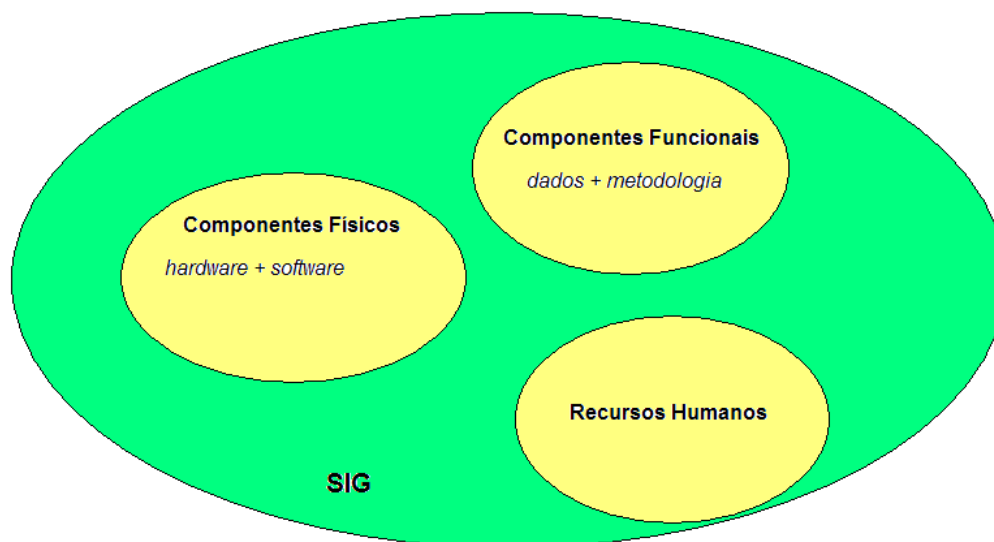 Componentes Funcionais
dados + metodologia
Componentes Físicos
hardware + software
Recursos Humanos
SIG